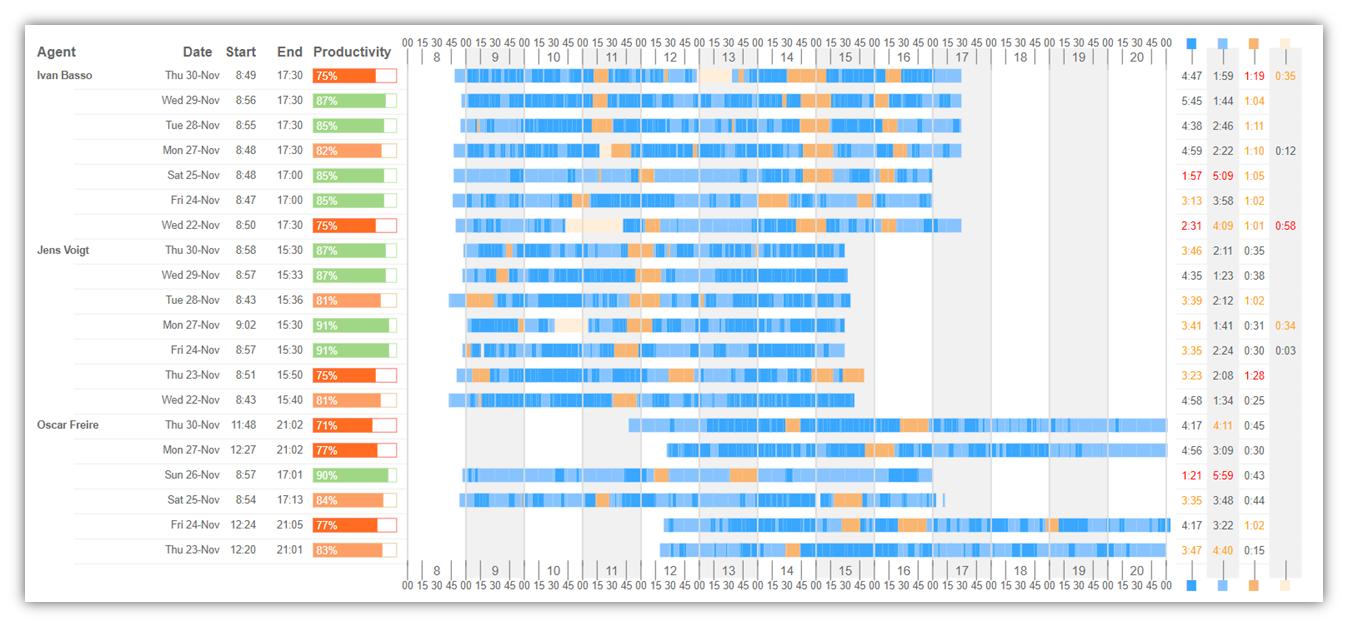 00 15 30 45 00 15 30 45 00 15 30 45 00 15 30 45 00 15 30 45 00 15 30 45 00 15 30 45 00 15 30 45 00 15 30 45 00 15 30 45 00 15 30 45 00 15 30 45 00 15 30 45 00
Agent Date Start End Productivity
8 9 10 11 12 13 14 15 16 17 18 19 20
Ivan Basso Thu 30-Nov 8:49 17:30 75% 4:47 1:59 1:19 0:35
Wed 29-Nov 8:56 17:30 87% 5:45 1:44 1:04
Tue 28-Nov 8:55 17:30 85% 4:38 2:46 1:11
Mon 27-Nov 8:48 17:30 82% 4:59 2:22 1:10 0:12
Sat 25-Nov 8:48 17:00 85% 1:57 5:09 1:05
Fri 24-Nov 8:47 17:00 85% 3:13 3:58 1:02
Wed 22-Nov 8:50 17:30 75% 2:31 4:09 1:01 0:58
Jens Voigt Thu 30-Nov 8:58 15:30 87% 3:46 2:11 0:35
Wed 29-Nov 8:57 15:33 87% 4:35 1:23 0:38
Tue 28-Nov 8:43 15:36 81% 3:39 2:12 1:02
Mon 27-Nov 9:02 15:30 91% 3:41 1:41 0:31 0:34
Fri 24-Nov 8:57 15:30 91% 3:35 2:24 0:30 0:03
Thu 23-Nov 8:51 15:50 75% 3:23 2:08 1:28
Wed 22-Nov 8:43 15:40 81% 4:58 1:34 0:25
Oscar Freire Thu 30-Nov 11:48 21:02 71% 4:17 4:11 0:45
Mon 27-Nov 12:27 21:02 77% 4:56 3:09 0:30
Sun 26-Nov 8:57 17:01 90% 1:21 5:59 0:43
Sat 25-Nov 8:54 17:13 84% 3:35 3:48 0:44
Fri 24-Nov 12:24 21:05 77% 4:17 3:22 1:02
Thu 23-Nov 12:20 21:01 83% 3:47 4:40 0:15
8 9 10 11 12 13 14 15 16 17 18 19 20
00 15 30 45 00 15 30 45 00 15 30 45 00 15 30 45 00 15 30 45 00 15 30 45 00 15 30 45 00 15 30 45 00 15 30 45 00 15 30 45 00 15 30 45 00 15 30 45 00 15 30 45 00